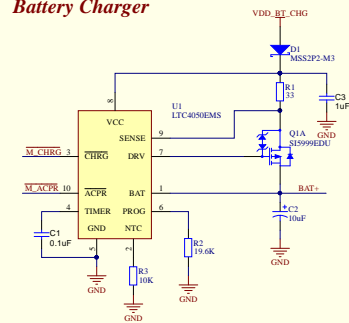 Battery Charger
VDD_BT_CHG
D1
MSS2P2-M3
R1
33
C3
1uF
GND
8
U1
LTC4050EMS
VCC
SENSE
9
Q1A
SI5999EDU
M_CHRG
3
CHRG
DRV
7
M_ACPR
10
ACPR
BAT
1
BAT+
4
TIMER
PROG
6
C1
0.1uF
GND
NTC
C2
10uF
5
2
R2
19.6K
GND
R3
10K
GND
GND
GND